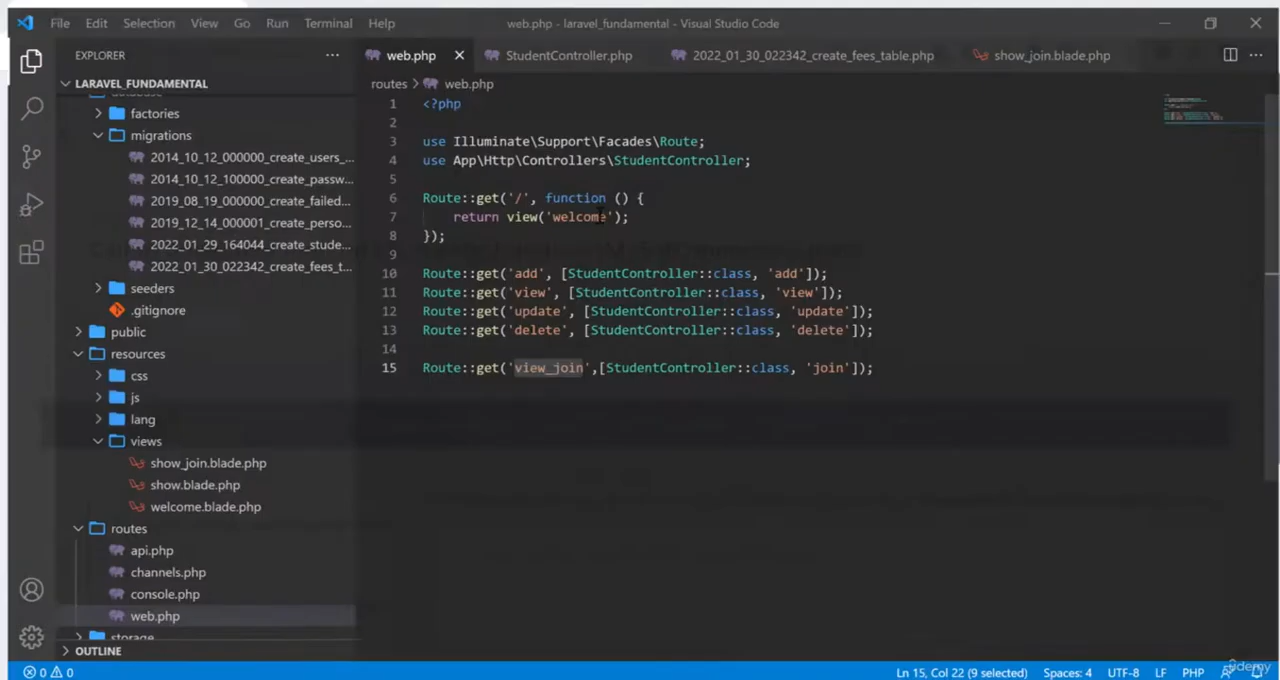 File Edit Selection View Go Run Terminal Help web.php - laravel_fundamental - Visual Studio Code
EXPLORER
LARAVEL_FUNDAMENTAL
factories
migrations
2014_10_12_000000_create_users_...
2014_10_12_100000_create_passw...
2019_08_19_000000_create_failed...
2019_12_14_000001_create_perso...
2022_01_29_164044_create_stude...
2022_01_30_022342_create_fees_t...
seeders
.gitignore
public
resources
css
js
lang
views
show_join.blade.php
show.blade.php
welcome.blade.php
routes
api.php
channels.php
console.php
web.php
storage
OUTLINE
web.php StudentController.php 2022_01_30_022342_create_fees_table.php show_join.blade.php
routes > web.php
1 <?php
2
3 use Illuminate\Support\Facades\Route;
4 use App\Http\Controllers\StudentController;
5
6 Route::get('/', function () {
7 return view('welcome');
8 });
9
10 Route::get('add', [StudentController::class, 'add']);
11 Route::get('view', [StudentController::class, 'view']);
12 Route::get('update', [StudentController::class, 'update']);
13 Route::get('delete', [StudentController::class, 'delete']);
14
15 Route::get('view_join',[StudentController::class, 'join']);
0 0 Ln 15, Col 22 (9 selected) Spaces: 4 UTF-8 LF PHP
udemy